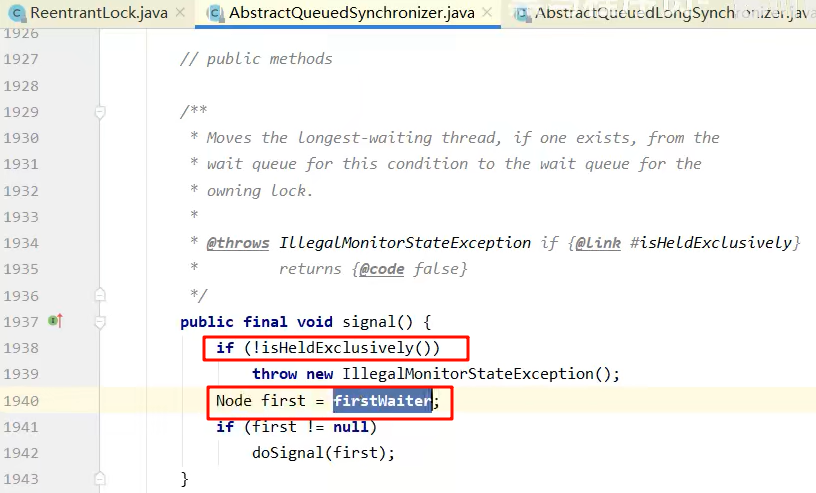 ReentrantLock.java × AbstractQueuedSynchronizer.java × AbstractQueuedLongSynchronizer.java
1926
1927 // public methods
1928
1929 /**
1930 * Moves the longest-waiting thread, if one exists, from the
1931 * wait queue for this condition to the wait queue for the
1932 * owning lock.
1933 *
1934 * @throws IllegalMonitorStateException if {@link #isHeldExclusively}
1935 * returns {@code false}
1936 */
1937 public final void signal() {
1938 if (!isHeldExclusively())
1939 throw new IllegalMonitorStateException();
1940 Node first = firstWaiter;
1941 if (first != null)
1942 doSignal(first);
1943 }